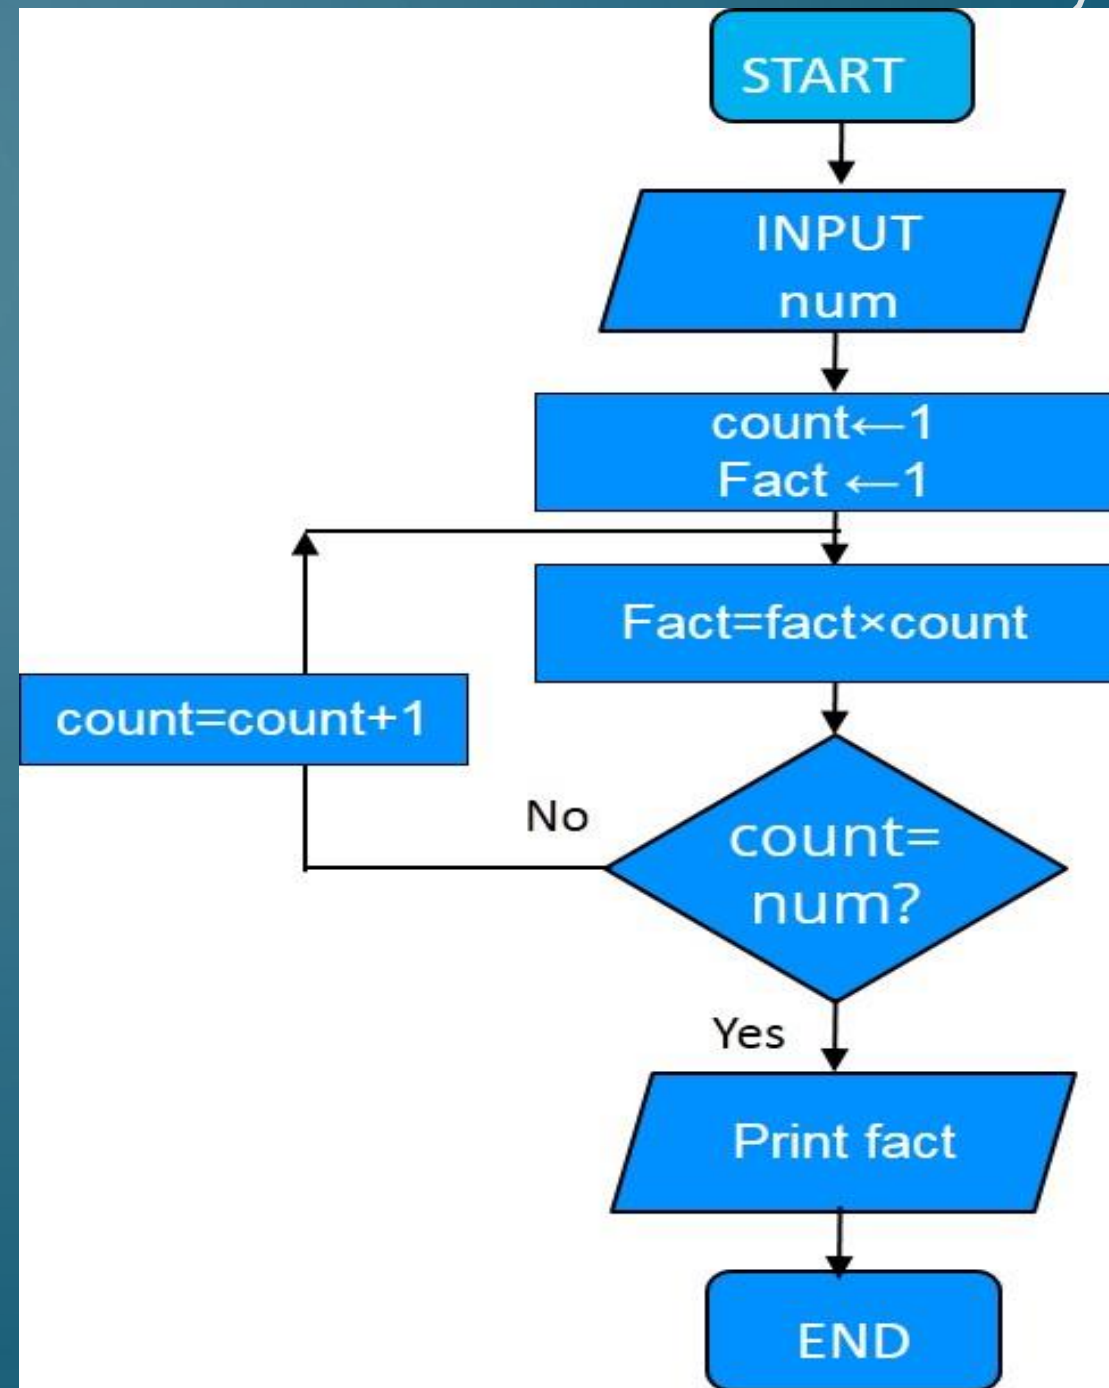 START
INPUT
num
count←1
Fact ←1
Fact=fact×count
count=count+1
No
count=
num?
Yes
Print fact
END